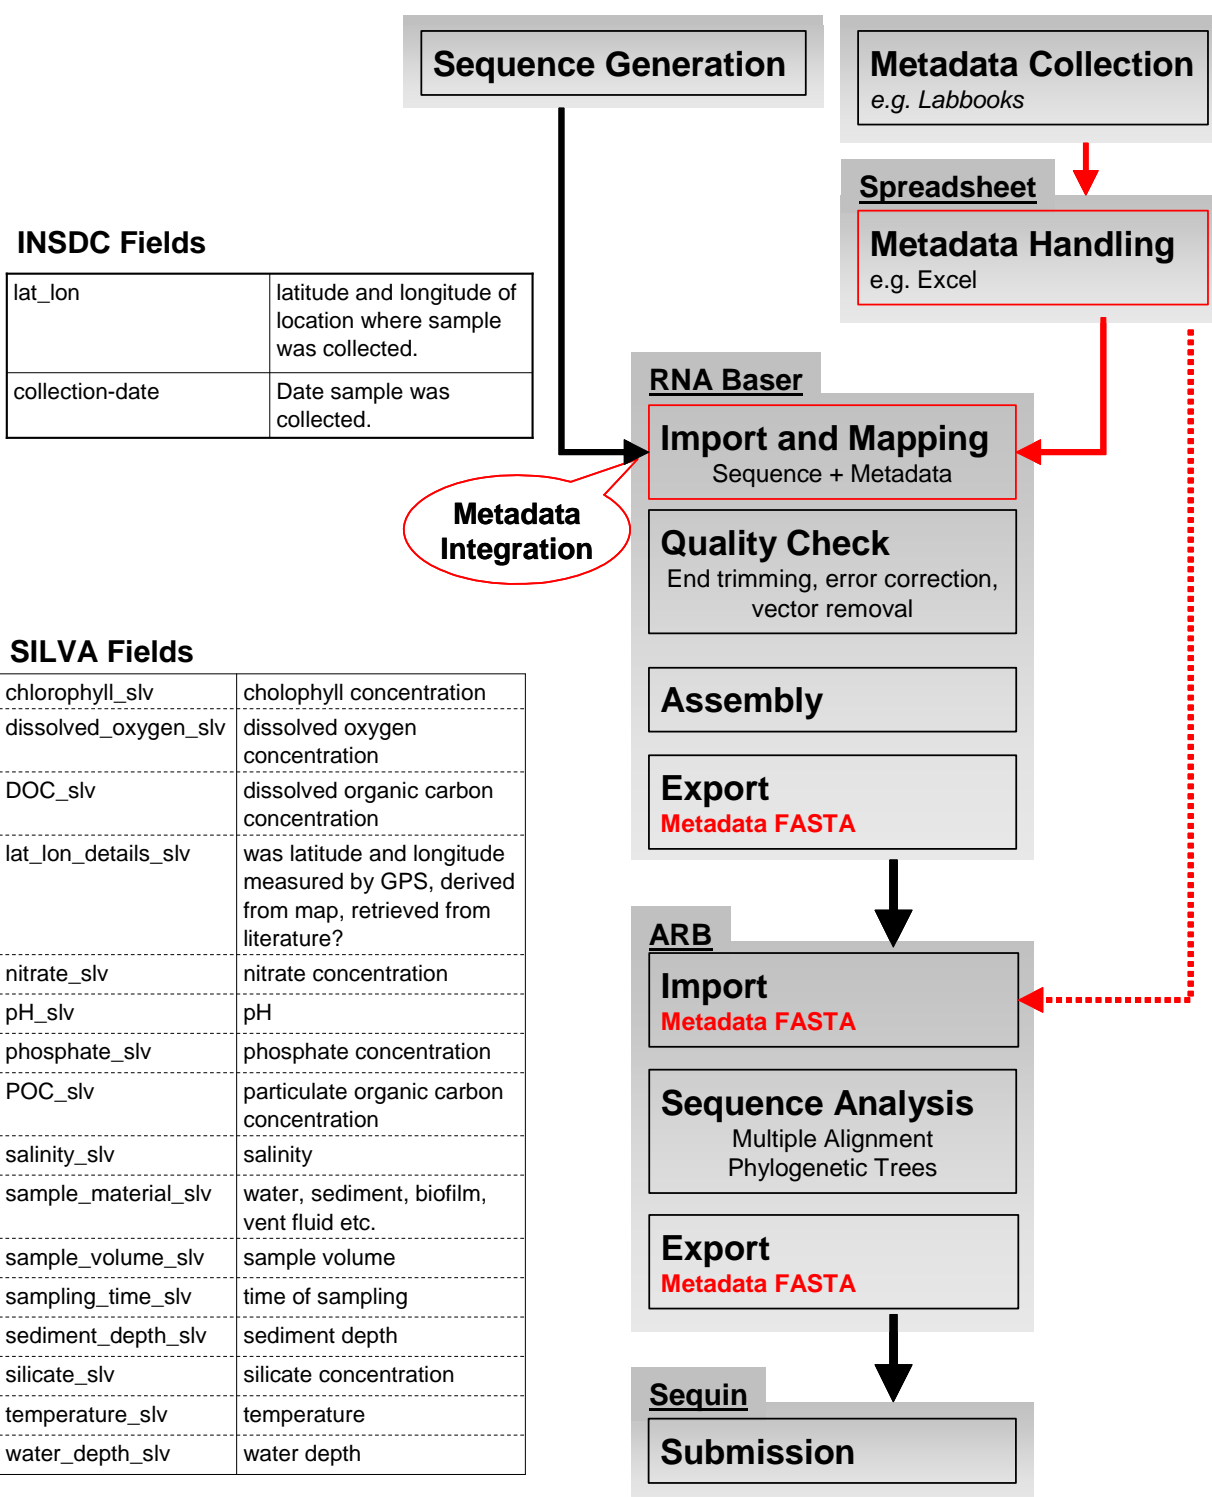 Sequence Generation
Metadata Collection
e.g. Labbooks
Spreadsheet
Metadata Handling
e.g. Excel
INSDC Fields
lat_lon
latitude and longitude of
location where sample
was collected.
collection-date
Date sample was
collected.
RNA Baser
Import and Mapping
Sequence + Metadata
Metadata
Integration
Quality Check
End trimming, error correction,
vector removal
Assembly
Export
Metadata FASTA
SILVA Fields
chlorophyll_slv
cholophyll concentration
dissolved_oxygen_slv
dissolved oxygen
concentration
DOC_slv
dissolved organic carbon
concentration
lat_lon_details_slv
was latitude and longitude
measured by GPS, derived
from map, retrieved from
literature?
nitrate_slv
nitrate concentration
pH_slv
pH
phosphate_slv
phosphate concentration
POC_slv
particulate organic carbon
concentration
salinity_slv
salinity
sample_material_slv
water, sediment, biofilm,
vent fluid etc.
sample_volume_slv
sample volume
sampling_time_slv
time of sampling
sediment_depth_slv
sediment depth
silicate_slv
silicate concentration
temperature_slv
temperature
water_depth_slv
water depth
ARB
Import
Metadata FASTA
Sequence Analysis
Multiple Alignment
Phylogenetic Trees
Export
Metadata FASTA
Sequin
Submission